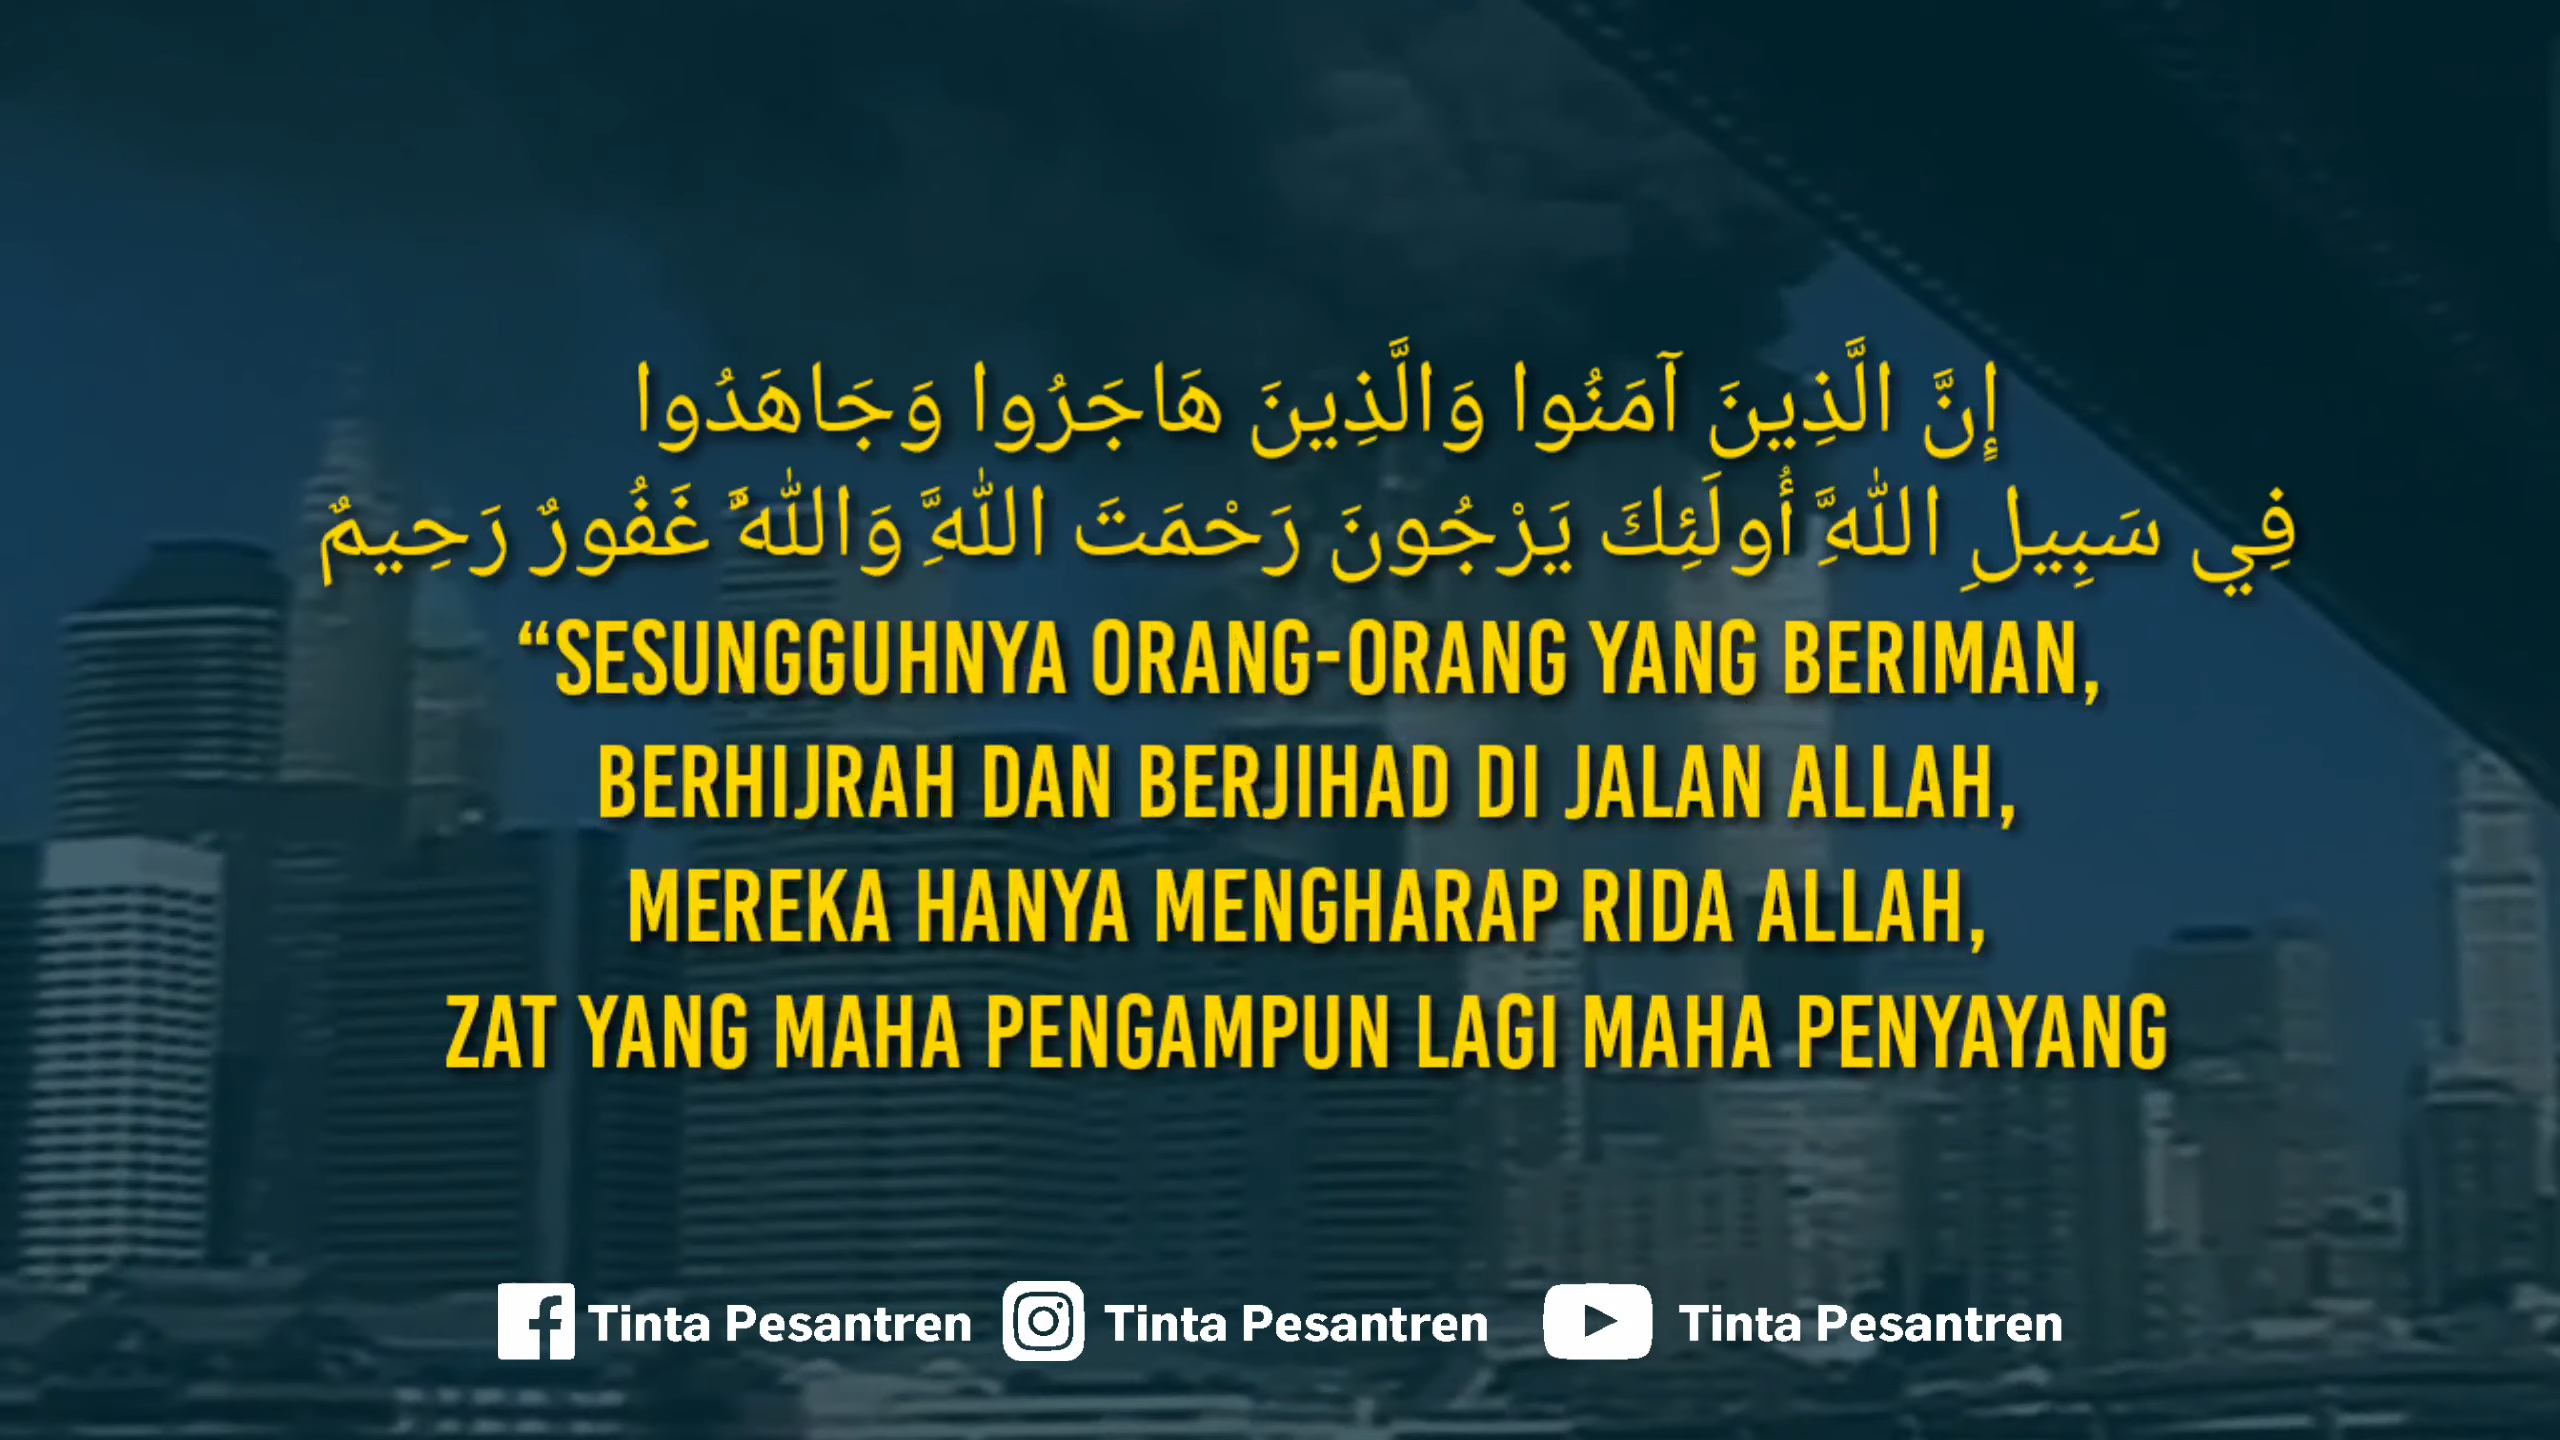 إِنَّ الَّذِينَ آمَنُوا وَالَّذِينَ هَاجَرُوا وَجَاهَدُوا
فِي سَبِيلِ اللَّهِ أُولَئِكَ يَرْجُونَ رَحْمَتَ اللَّهِ وَاللَّهُ غَفُورٌ رَحِيمٌ
“SESUNGGUHNYA ORANG-ORANG YANG BERIMAN,
BERHIJRAH DAN BERJIHAD DI JALAN ALLAH,
MEREKA HANYA MENGHARAP RIDA ALLAH,
ZAT YANG MAHA PENGAMPUN LAGI MAHA PENYAYANG
Tinta Pesantren Tinta Pesantren Tinta Pesantren